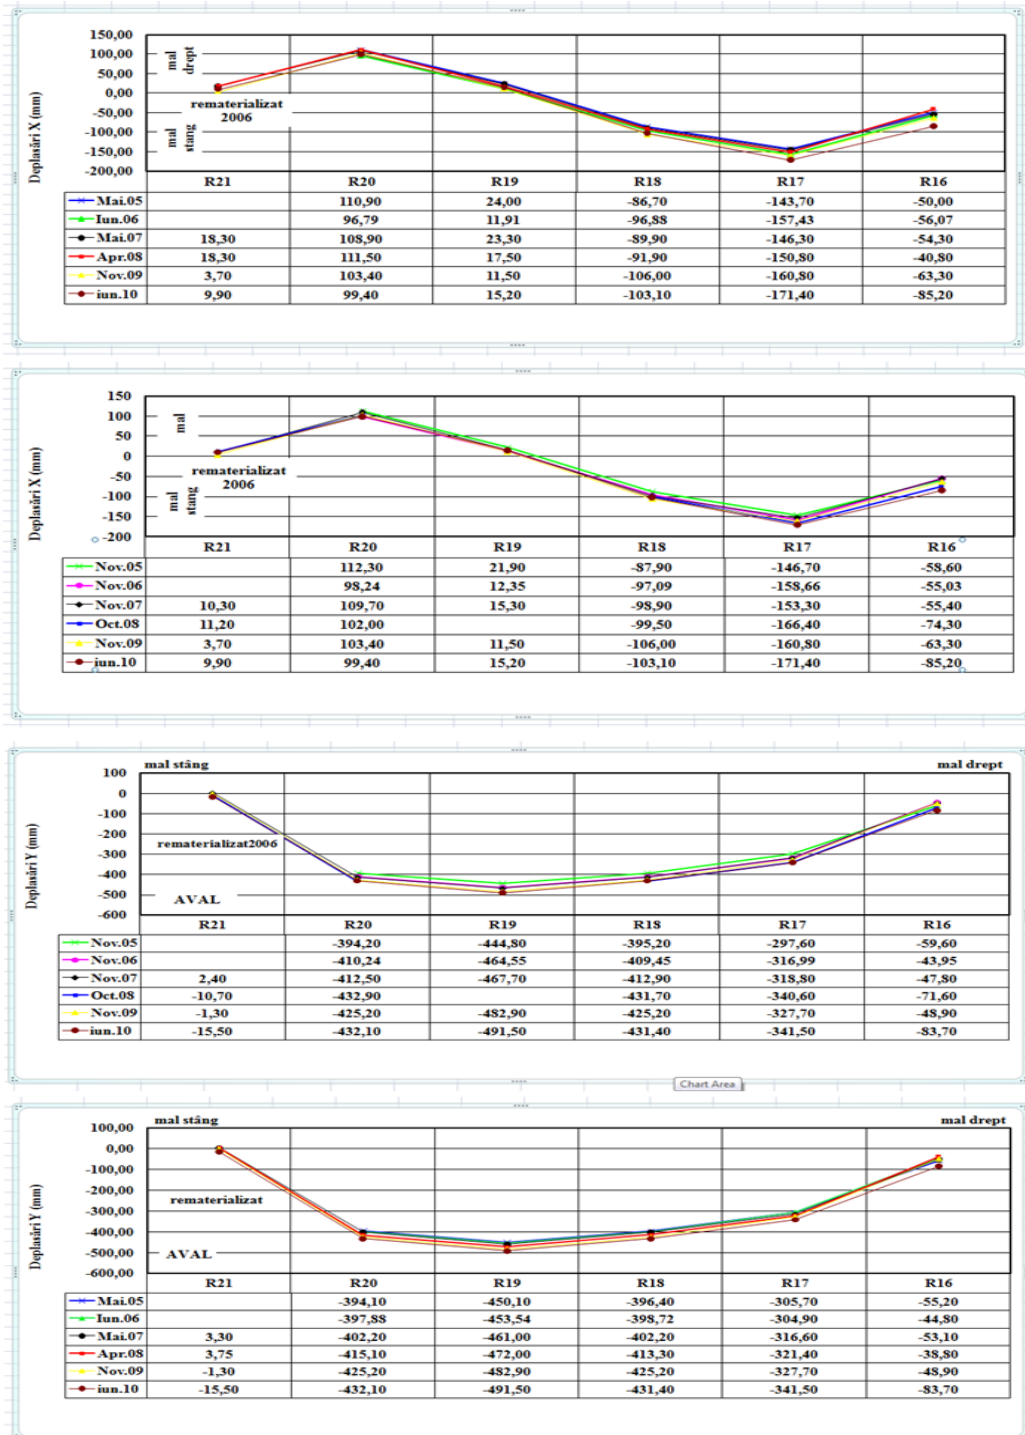 150,00
100,00
50,00
0,00
-50,00
-100,00
-150,00
-200,00
Deplasări X (mm)
mal drept
rematerializat
2006
mal stang
R21 R20 R19 R18 R17 R16
Mai.05 110,90 24,00 -86,70 -143,70 -50,00
Iun.06 96,79 11,91 -96,88 -157,43 -56,07
Mai.07 18,30 108,90 23,30 -89,90 -146,30 -54,30
Apr.08 18,30 111,50 17,50 -91,90 -150,80 -40,80
Nov.09 3,70 103,40 11,50 -106,00 -160,80 -63,30
iun.10 9,90 99,40 15,20 -103,10 -171,40 -85,20
150
100
50
0
-50
-100
-150
-200
Deplasări X (mm)
mal
rematerializat
2006
mal stang
R21 R20 R19 R18 R17 R16
Nov.05 112,30 21,90 -87,90 -146,70 -58,60
Nov.06 98,24 12,35 -97,09 -158,66 -55,03
Nov.07 10,30 109,70 15,30 -98,90 -153,30 -55,40
Oct.08 11,20 102,00 -99,50 -166,40 -74,30
Nov.09 3,70 103,40 11,50 -106,00 -160,80 -63,30
iun.10 9,90 99,40 15,20 -103,10 -171,40 -85,20
mal stâng mal drept
100
0
-100
-200
-300
-400
-500
-600
Deplasări Y (mm)
rematerializat2006
AVAL
R21 R20 R19 R18 R17 R16
Nov.05 -394,20 -444,80 -395,20 -297,60 -59,60
Nov.06 -410,24 -464,55 -409,45 -316,99 -43,95
Nov.07 2,40 -412,50 -467,70 -412,90 -318,80 -47,80
Oct.08 -10,70 -432,90 -431,70 -340,60 -71,60
Nov.09 -1,30 -425,20 -482,90 -425,20 -327,70 -48,90
iun.10 -15,50 -432,10 -491,50 -431,40 -341,50 -83,70
Chart Area
mal stâng mal drept
100,00
0,00
-100,00
-200,00
-300,00
-400,00
-500,00
-600,00
Deplasări Y (mm)
rematerializat
AVAL
R21 R20 R19 R18 R17 R16
Mai.05 -394,10 -450,10 -396,40 -305,70 -55,20
Iun.06 -397,88 -453,54 -398,72 -304,90 -44,80
Mai.07 3,30 -402,20 -461,00 -402,20 -316,60 -53,10
Apr.08 3,75 -415,10 -472,00 -413,30 -321,40 -38,80
Nov.09 -1,30 -425,20 -482,90 -425,20 -327,70 -48,90
iun.10 -15,50 -432,10 -491,50 -431,40 -341,50 -83,70